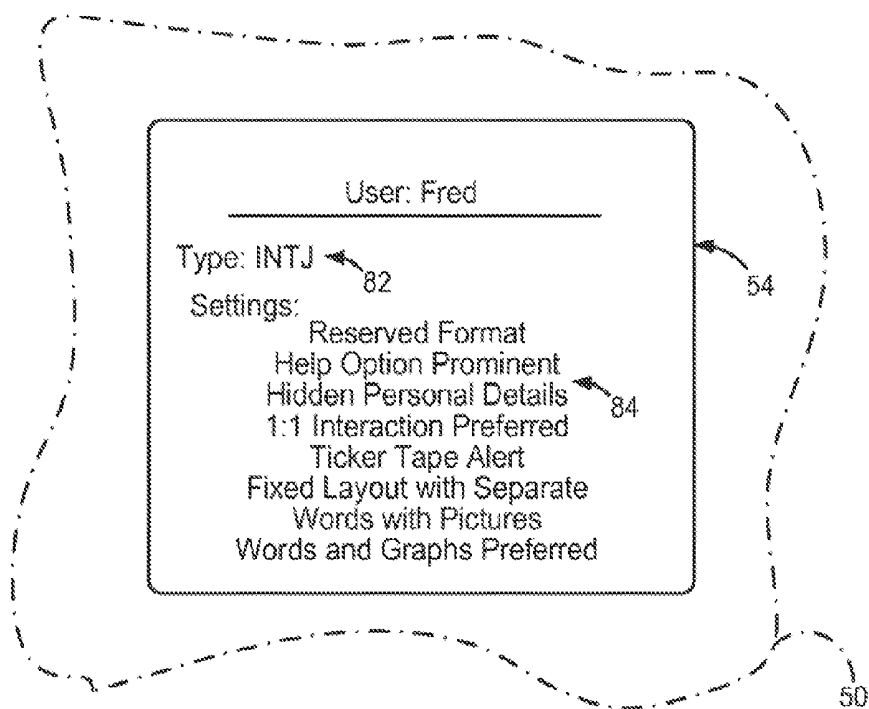 User: Fred
Type: INTJ
82
54
Settings:
Reserved Format
Help Option Prominent
Hidden Personal Details
84
1:1 Interaction Preferred
Ticker Tape Alert
Fixed Layout with Separate
Words with Pictures
Words and Graphs Preferred
50